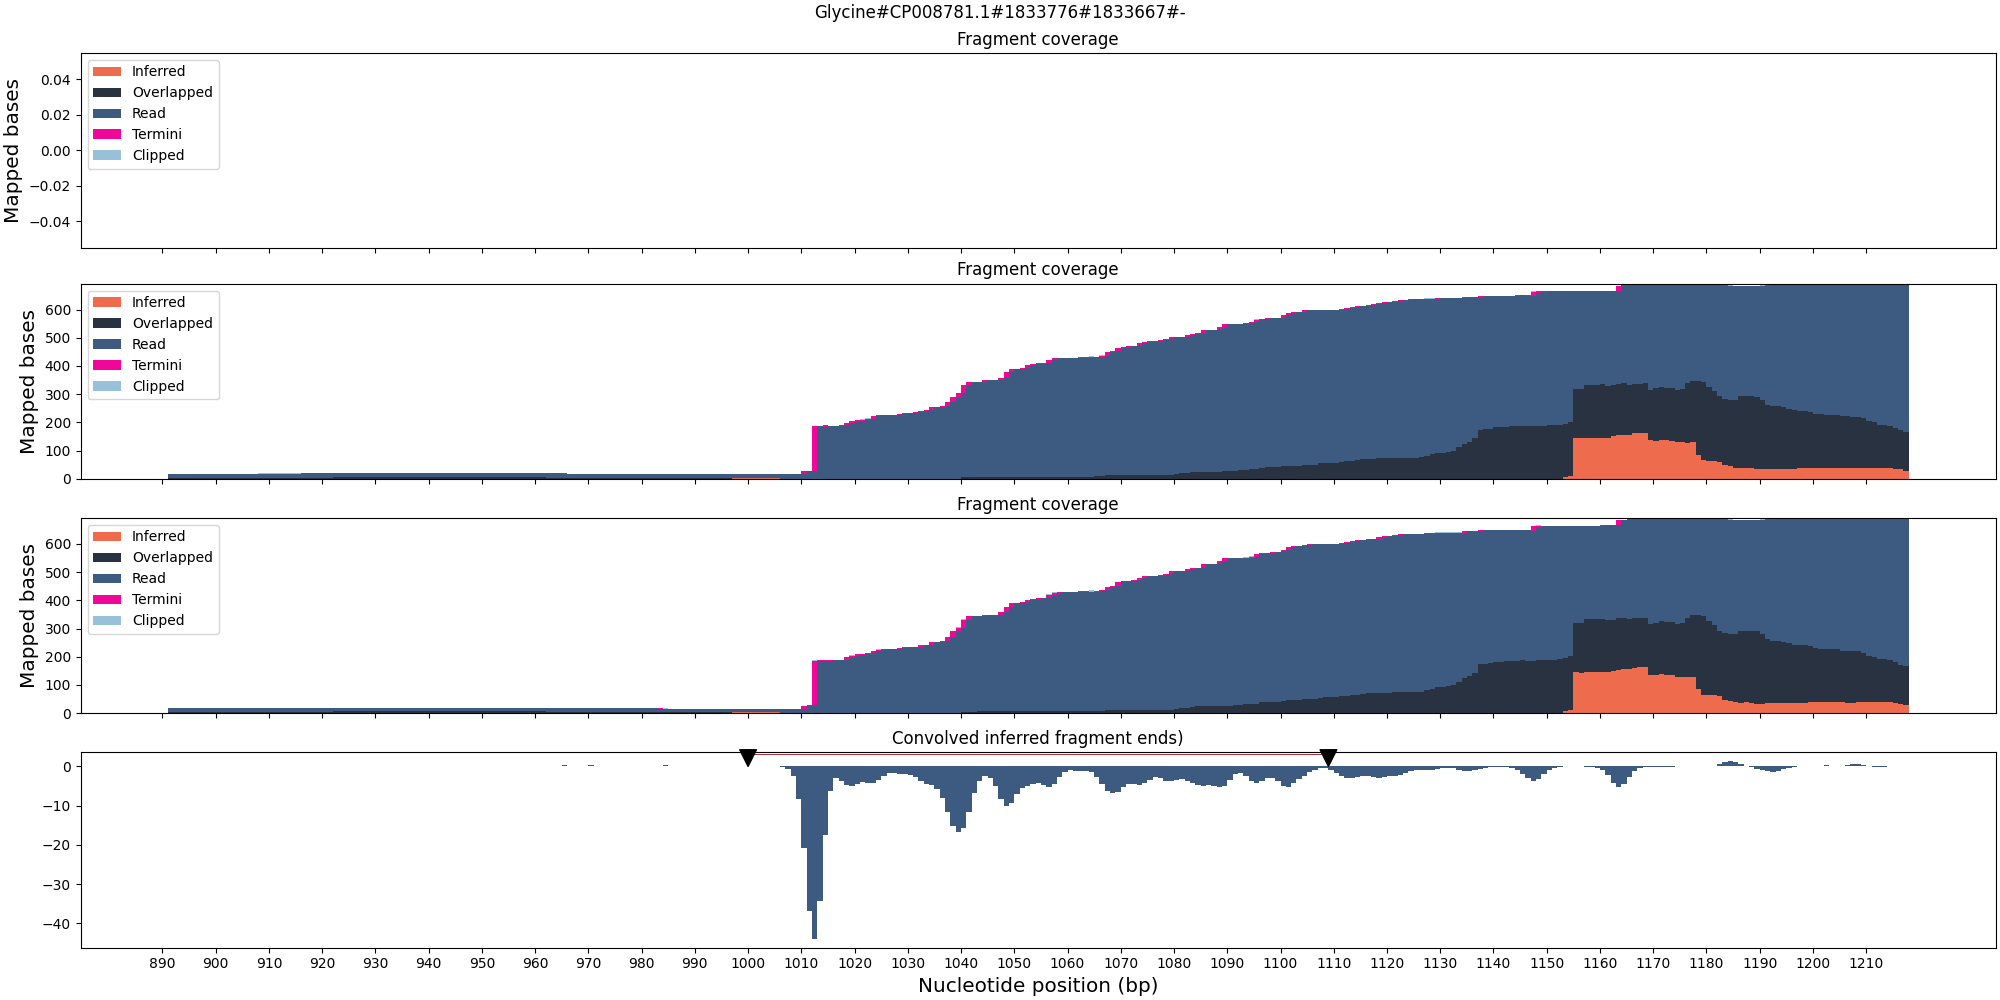 Glycine#CP008781.1#1833776#1833667#-
Fragment coverage
Mapped bases
0.04
0.02
0.00
−0.02
−0.04
Inferred
Overlapped
Read
Termini
Clipped
Fragment coverage
Mapped bases
600
500
400
300
200
100
0
Inferred
Overlapped
Read
Termini
Clipped
Fragment coverage
Mapped bases
600
500
400
300
200
100
0
Inferred
Overlapped
Read
Termini
Clipped
Convolved inferred fragment ends)
0
−10
−20
−30
−40
890 900 910 920 930 940 950 960 970 980 990 1000 1010 1020 1030 1040 1050 1060 1070 1080 1090 1100 1110 1120 1130 1140 1150 1160 1170 1180 1190 1200 1210
Nucleotide position (bp)